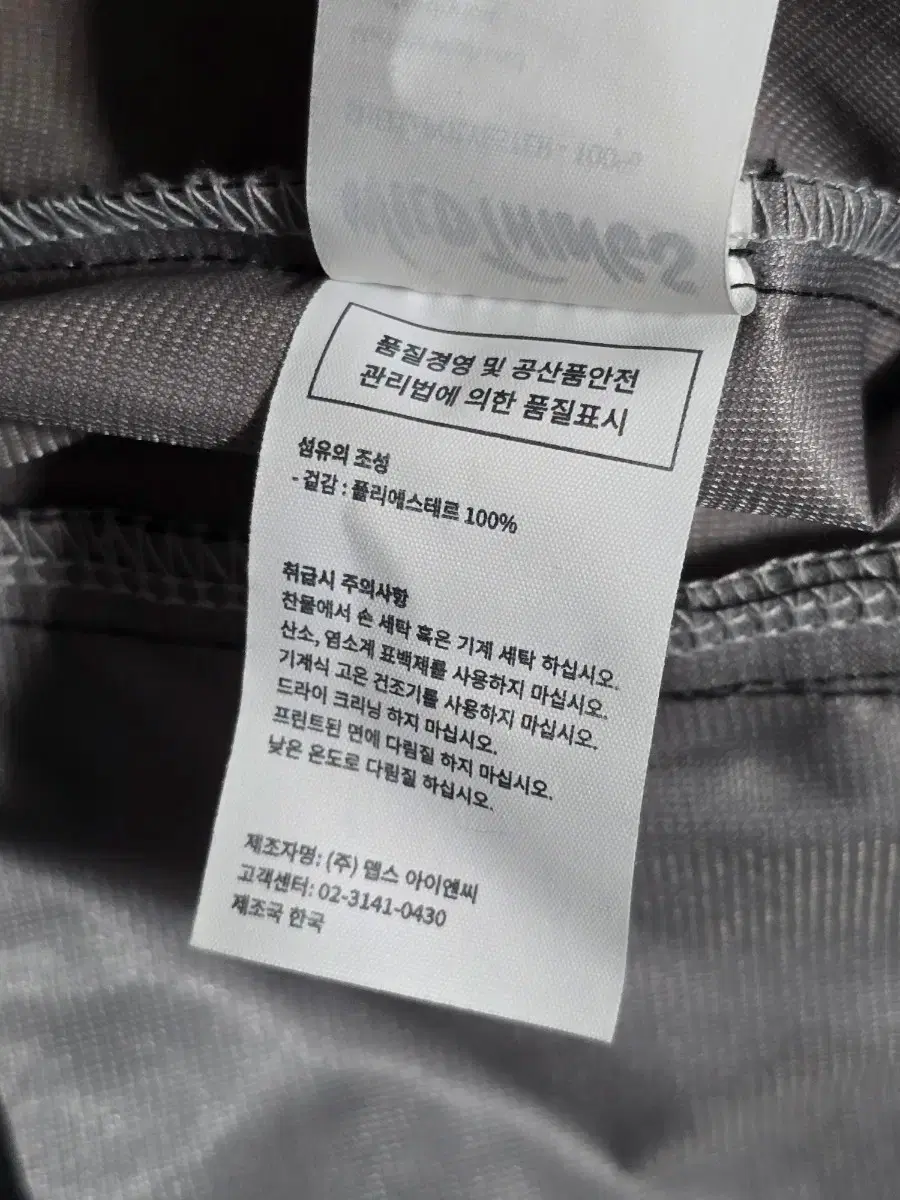 품질경영 및 공산품안전
관리법에 의한 품질표시
섬유의 조성
- 겉감 : 폴리에스테르 100%
취급시 주의사항
찬물에서 손 세탁 혹은 기계 세탁 하십시오.
산소, 염소계 표백제를 사용하지 마십시오.
기계식 고온 건조기를 사용하지 마십시오.
드라이 크리닝 하지 마십시오.
프린트된 면에 다림질 하지 마십시오.
낮은 온도로 다림질 하십시오.
제조자명: (주) 뎁스 아이앤씨
고객센터: 02-3141-0430
제조국 한국